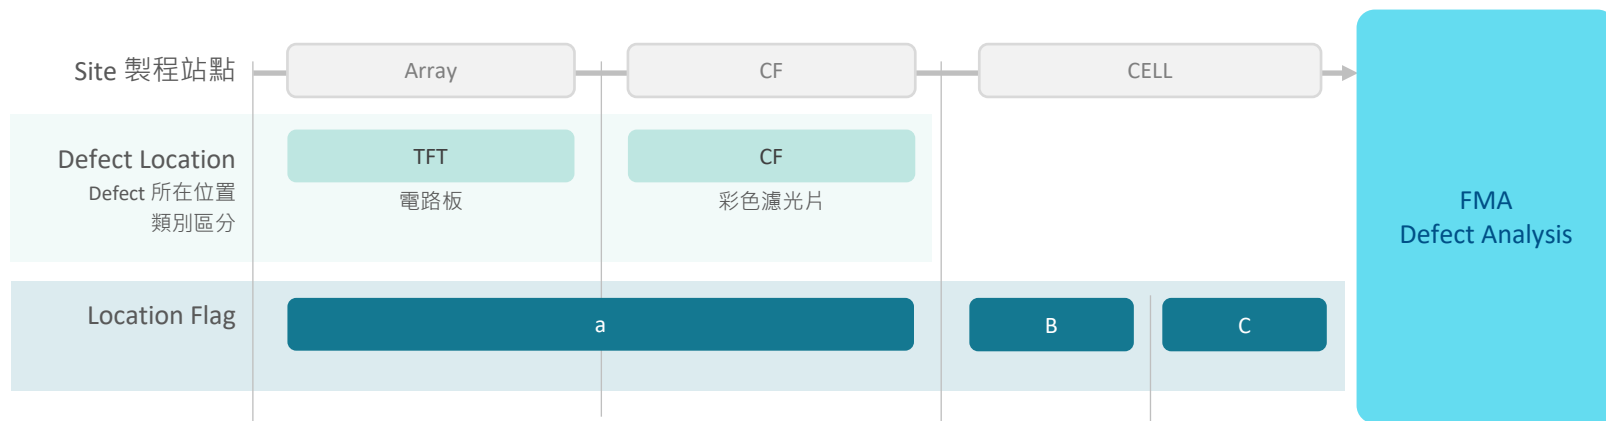 Site 製程站點
Array
CF
CELL
Defect Location
Defect 所在位置
類別區分
TFT
電路板
CF
彩色濾光片
Location Flag
a
B
C
FMA
Defect Analysis